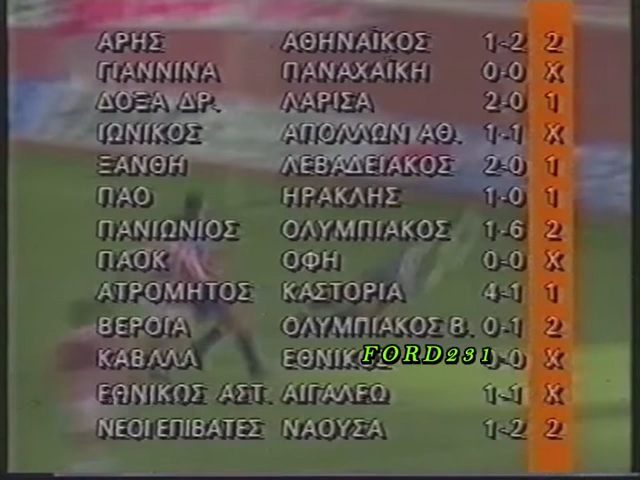 ΑΡΗΣ ΑΘΗΝΑΪΚΟΣ 1-2 2
ΓΙΑΝΝΙΝΑ ΠΑΝΑΧΑΪΚΗ 0-0 Χ
ΔΟΞΑ ΔΡ. ΛΑΡΙΣΑ 2-0 1
ΙΩΝΙΚΟΣ ΑΠΟΛΛΩΝ ΑΘ. 1-1 Χ
ΞΑΝΘΗ ΛΕΒΑΔΕΙΑΚΟΣ 2-0 1
ΠΑΟ ΗΡΑΚΛΗΣ 1-0 1
ΠΑΝΙΩΝΙΟΣ ΟΛΥΜΠΙΑΚΟΣ 1-6 2
ΠΑΟΚ ΟΦΗ 0-0 Χ
ΑΤΡΟΜΗΤΟΣ ΚΑΣΤΟΡΙΑ 4-1 1
ΒΕΡΟΙΑ ΟΛΥΜΠΙΑΚΟΣ Β. 0-1 2
ΚΑΒΑΛΑ ΕΘΝΙΚΟΣ 0-0 Χ
FORD231
ΕΘΝΙΚΟΣ ΑΣΤ. ΑΙΓΑΛΕΩ 1-1 Χ
ΝΕΟΙ ΕΠΙΒΑΤΕΣ ΝΑΟΥΣΑ 1-2 2